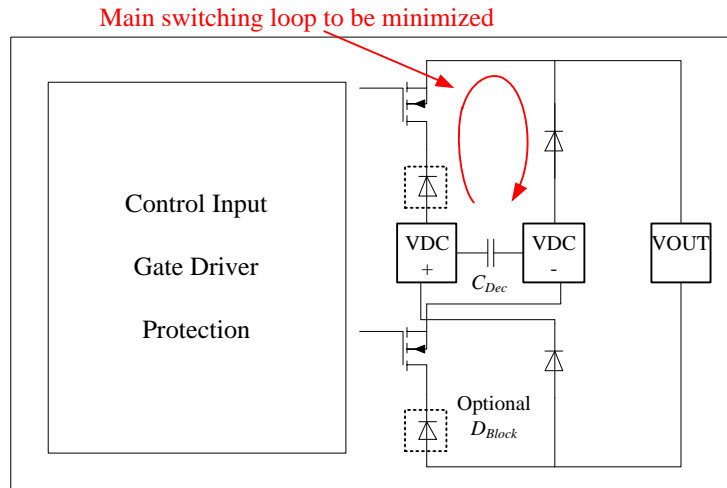 Main switching loop to be minimized
Control Input
Gate Driver
Protection
VDC
+
VDC
-
VOUT
C_Dec
Optional
D_Block